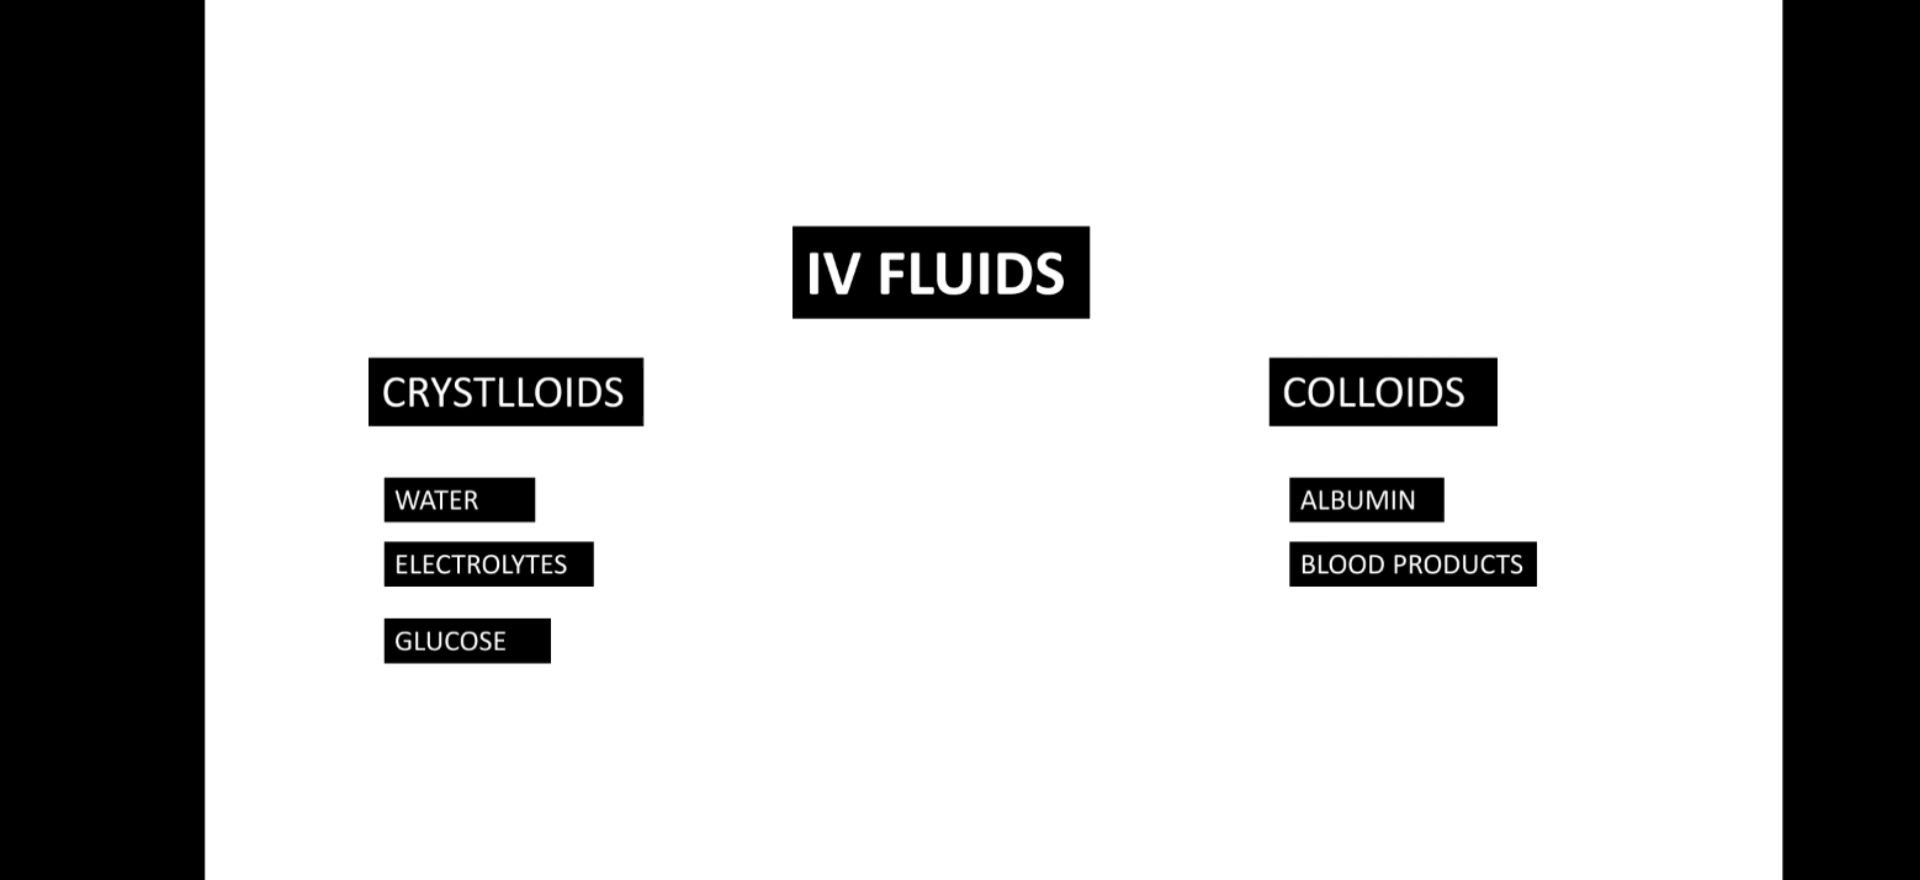 IV FLUIDS
CRYSTLLOIDS
COLLOIDS
WATER
ALBUMIN
ELECTROLYTES
BLOOD PRODUCTS
GLUCOSE